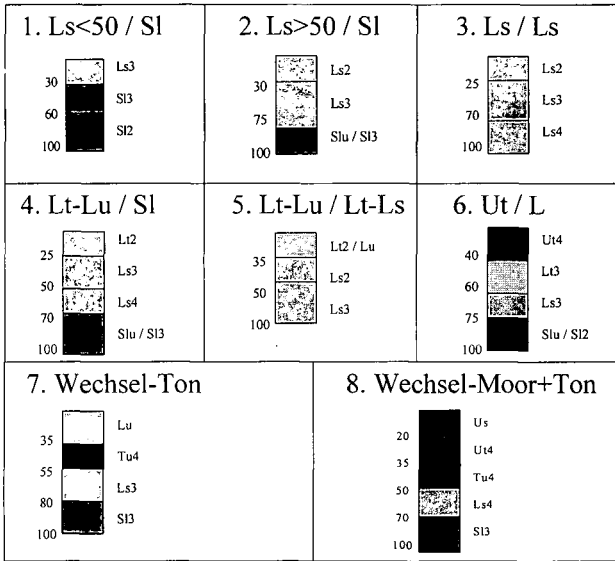 1. Ls<50 / Sl
Ls3
30
Sl3
60
Sl2
100
2. Ls>50 / Sl
Ls2
30
Ls3
75
Slu / Sl3
100
3. Ls / Ls
Ls2
25
Ls3
70
Ls4
100
4. Lt-Lu / Sl
Lt2
25
Ls3
50
Ls4
70
Slu / Sl3
100
5. Lt-Lu / Lt-Ls
Lt2 / Lu
35
Ls2
50
Ls3
100
6. Ut / L
Ut4
40
Lt3
60
Ls3
75
Slu / Sl2
100
7. Wechsel-Ton
Lu
35
Tu4
55
Ls3
80
Sl3
100
8. Wechsel-Moor+Ton
Us
20
Ut4
35
Tu4
50
Ls4
70
Sl3
100